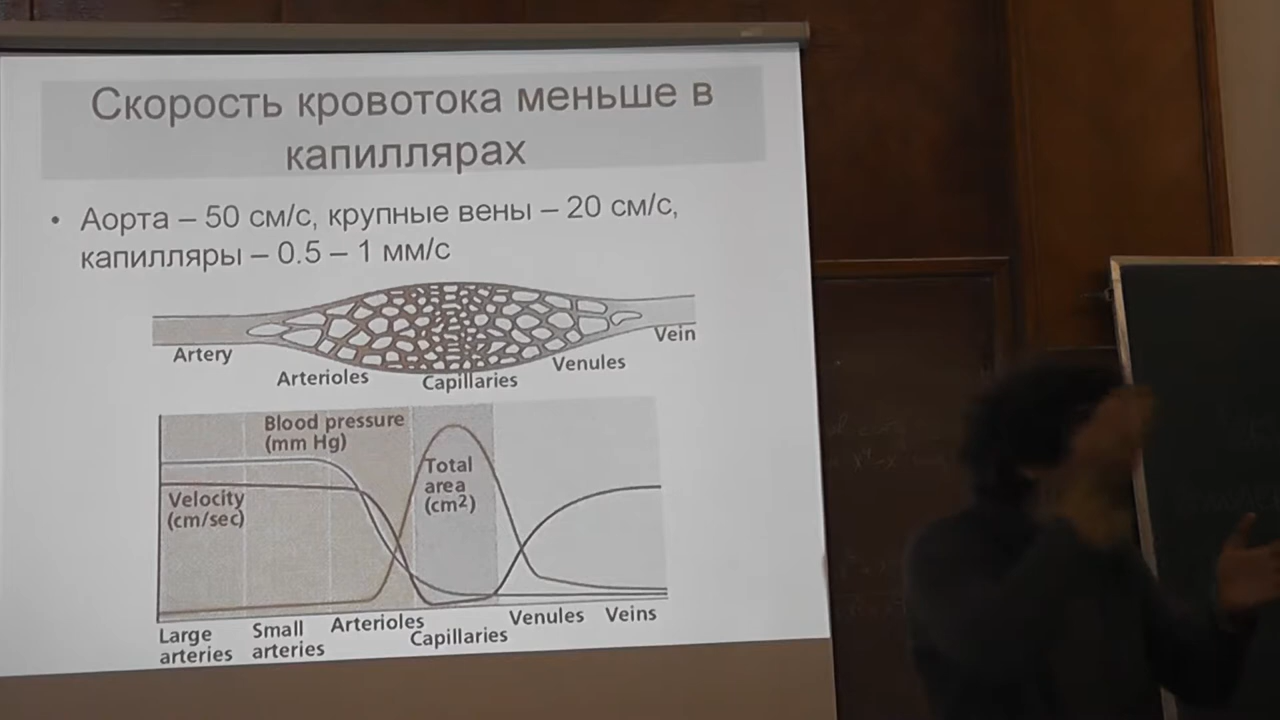 Скорость кровотока меньше в
капиллярах
• Аорта – 50 см/с, крупные вены – 20 см/с,
капилляры – 0.5 – 1 мм/с
Artery
Arterioles
Capillaries
Venules
Vein
Blood pressure
(mm Hg)
Velocity
(cm/sec)
Total
area
(cm²)
Large
arteries
Small
arteries
Arterioles
Capillaries
Venules
Veins